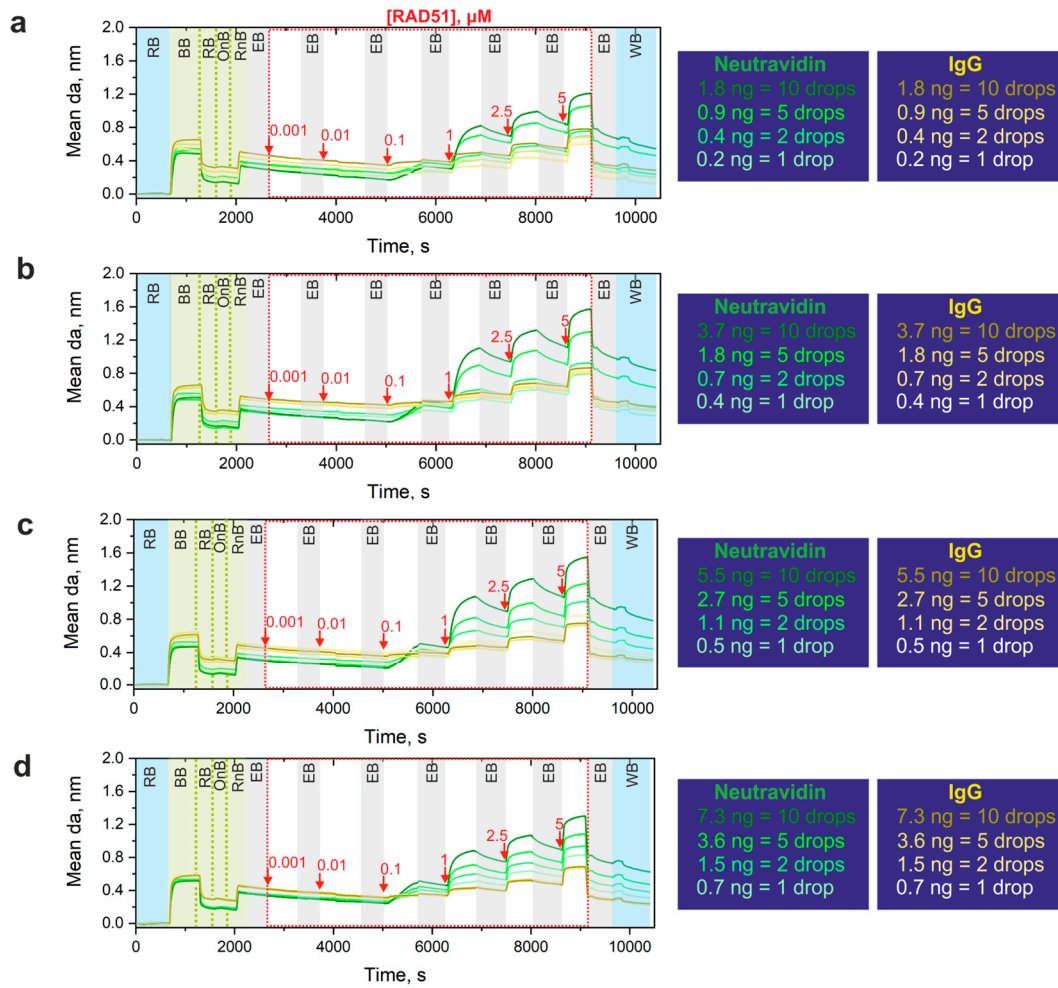 a
[RAD51], µM
RB
BB
RB
OnB
RnB
EB
EB
EB
EB
EB
EB
EB
WB
0.001
0.01
0.1
1
2.5
5
Mean da, nm
2.0
1.6
1.2
0.8
0.4
0.0
0 2000 4000 6000 8000 10000
Time, s
Neutravidin
1.8 ng = 10 drops
0.9 ng = 5 drops
0.4 ng = 2 drops
0.2 ng = 1 drop
IgG
1.8 ng = 10 drops
0.9 ng = 5 drops
0.4 ng = 2 drops
0.2 ng = 1 drop
b
RB
BB
RB
OnB
RnB
EB
EB
EB
EB
EB
EB
EB
WB
0.001
0.01
0.1
1
2.5
5
Mean da, nm
2.0
1.6
1.2
0.8
0.4
0.0
0 2000 4000 6000 8000 10000
Time, s
Neutravidin
3.7 ng = 10 drops
1.8 ng = 5 drops
0.7 ng = 2 drops
0.4 ng = 1 drop
IgG
3.7 ng = 10 drops
1.8 ng = 5 drops
0.7 ng = 2 drops
0.4 ng = 1 drop
c
RB
BB
RB
OnB
RnB
EB
EB
EB
EB
EB
EB
EB
WB
0.001
0.01
0.1
1
2.5
5
Mean da, nm
2.0
1.6
1.2
0.8
0.4
0.0
0 2000 4000 6000 8000 10000
Time, s
Neutravidin
5.5 ng = 10 drops
2.7 ng = 5 drops
1.1 ng = 2 drops
0.5 ng = 1 drop
IgG
5.5 ng = 10 drops
2.7 ng = 5 drops
1.1 ng = 2 drops
0.5 ng = 1 drop
d
RB
BB
RB
OnB
RnB
EB
EB
EB
EB
EB
EB
EB
WB
0.001
0.01
0.1
1
2.5
5
Mean da, nm
2.0
1.6
1.2
0.8
0.4
0.0
0 2000 4000 6000 8000 10000
Time, s
Neutravidin
7.3 ng = 10 drops
3.6 ng = 5 drops
1.5 ng = 2 drops
0.7 ng = 1 drop
IgG
7.3 ng = 10 drops
3.6 ng = 5 drops
1.5 ng = 2 drops
0.7 ng = 1 drop